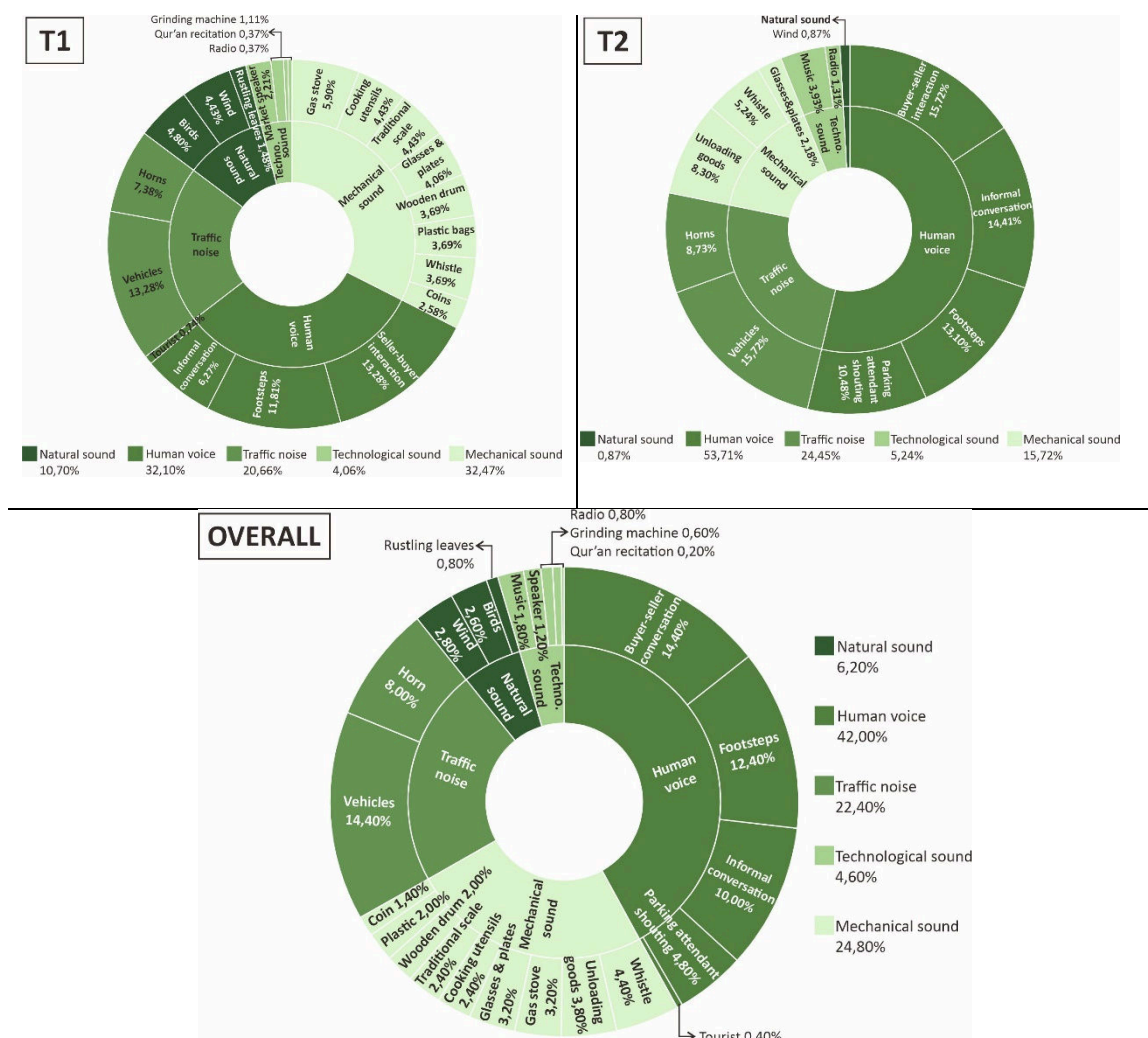 T1
Grinding machine 1,11%
Qur'an recitation 0,37%
Radio 0,37%
Gas stove
5,90%
Cooking
utensils
4,43%
Traditional
scale
4,43%
Glasses &
plates
4,06%
Wooden drum
3,69%
Plastic bags
3,69%
Whistle
3,69%
Coins
2,58%
Mechanical
sound
Seller-buyer
interaction
13,28%
Footsteps
11,81%
Informal
conversation
6,27%
Tourist 0,74%
Human
voice
Vehicles
13,28%
Horns
7,38%
Traffic
noise
Birds
4,80%
Wind
4,43%
Rustling leaves 1,48%
Natural
sound
Market speaker
2,21%
Techno.
sound
Natural sound
10,70%
Human voice
32,10%
Traffic noise
20,66%
Technological sound
4,06%
Mechanical sound
32,47%
T2
Natural sound
Wind 0,87%
Buyer-seller
interaction
15,72%
Informal
conversation
14,41%
Footsteps
13,10%
Parking
attendant
shouting
10,48%
Human
voice
Vehicles
15,72%
Horns
8,73%
Traffic
noise
Unloading
goods
8,30%
Whistle
5,24%
Glasses&plates 2,18%
Mechanical
sound
Music 3,93%
Radio 1,31%
Techno.
sound
Natural sound
0,87%
Human voice
53,71%
Traffic noise
24,45%
Technological sound
5,24%
Mechanical sound
15,72%
OVERALL
Radio 0,80%
Grinding machine 0,60%
Qur'an recitation 0,20%
Rustling leaves
0,80%
Buyer-seller
conversation
14,40%
Footsteps
12,40%
Informal
conversation
10,00%
Parking attendant
shouting 4,80%
Tourist 0,40%
Human
voice
Whistle
4,40%
Unloading
goods 3,80%
Gas stove
3,20%
Glasses & plates
3,20%
Cooking utensils
2,40%
Traditional scale
2,40%
Wooden drum 2,00%
Plastic 2,00%
Coin 1,40%
Mechanical
sound
Vehicles
14,40%
Horn
8,00%
Traffic
noise
Wind
2,80%
Birds
2,60%
Natural
sound
Music 1,80%
Speaker 1,20%
Techno.
sound
Natural sound
6,20%
Human voice
42,00%
Traffic noise
22,40%
Technological sound
4,60%
Mechanical sound
24,80%